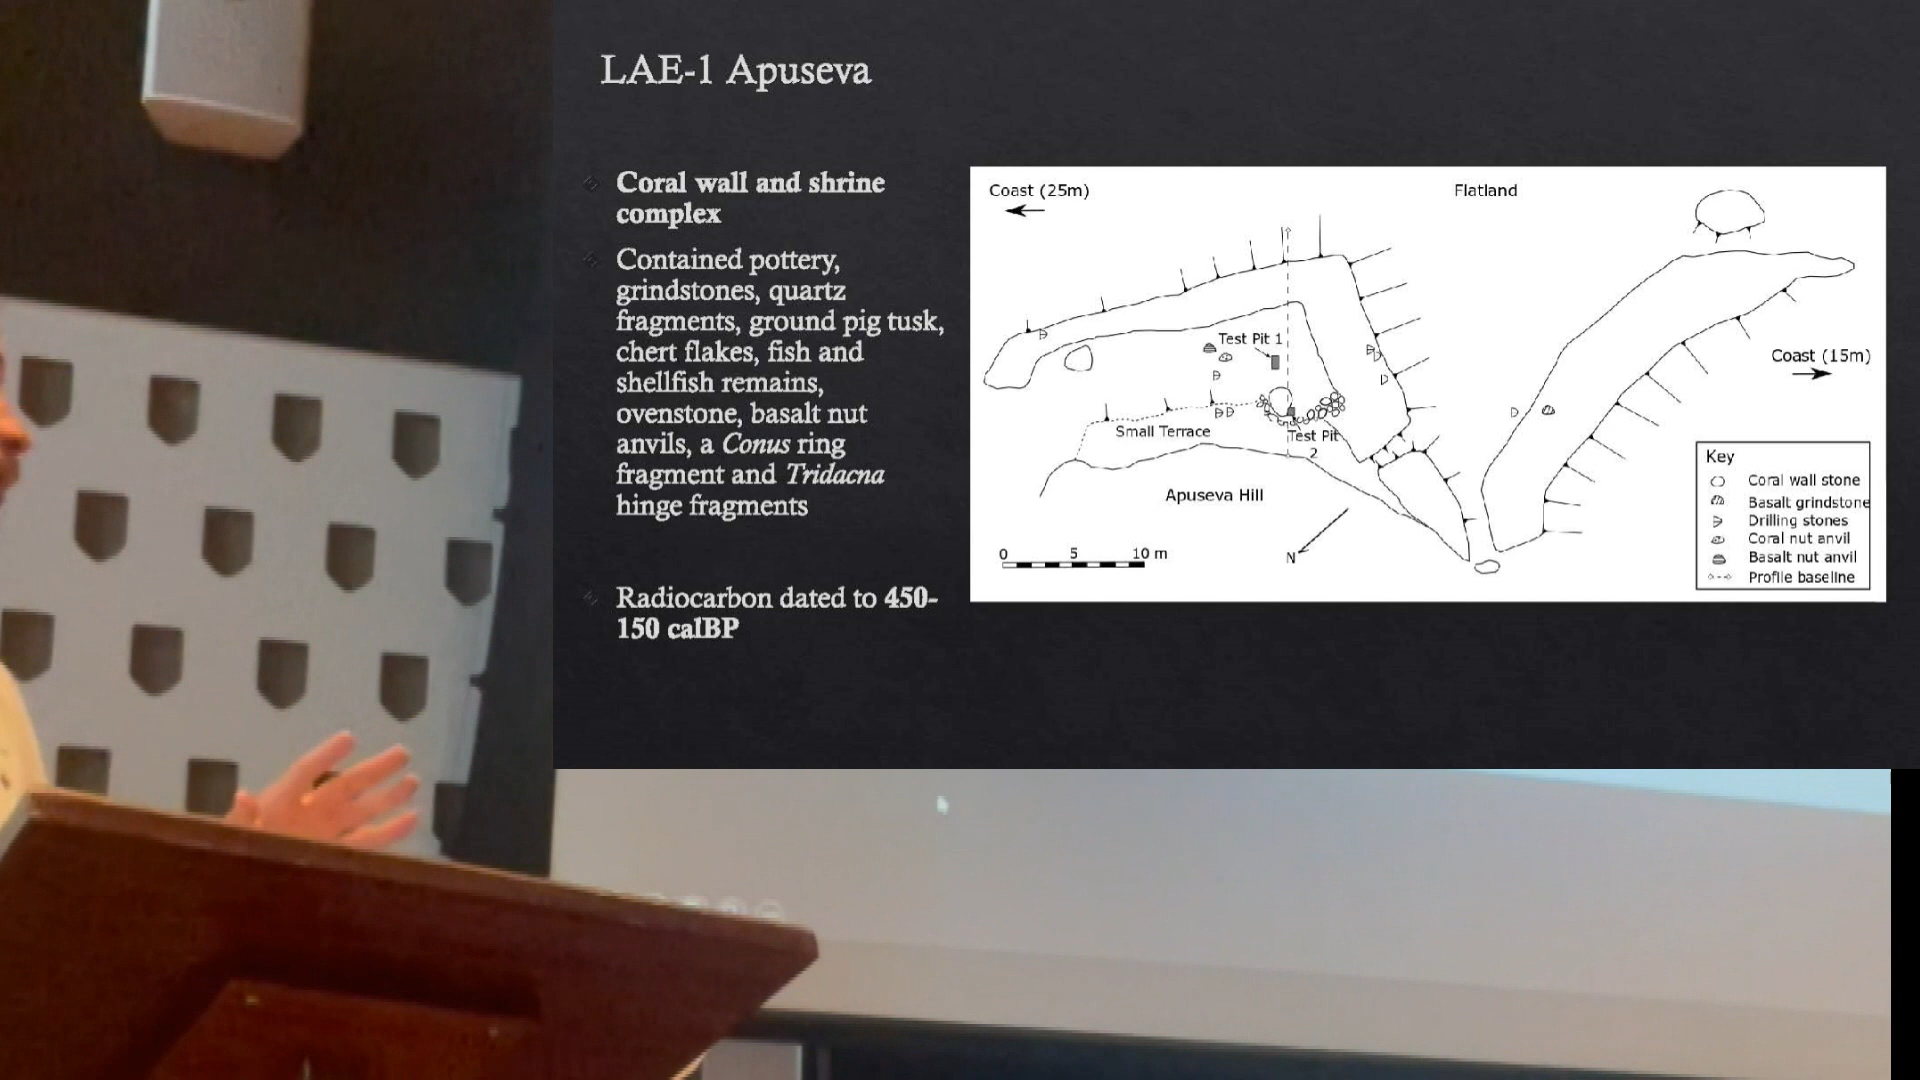 LAE-1 Apuseva
Coral wall and shrine
complex
Contained pottery,
grindstones, quartz
fragments, ground pig tusk,
chert flakes, fish and
shellfish remains,
ovenstone, basalt nut
anvils, a Conus ring
fragment and Tridacna
hinge fragments
Radiocarbon dated to 450-
150 calBP
Coast (25m)
Flatland
Test Pit 1
Coast (15m)
Small Terrace
Test Pit
2
Apuseva Hill
0 5 10 m
N
Key
Coral wall stone
Basalt grindstone
Drilling stones
Coral nut anvil
Basalt nut anvil
Profile baseline